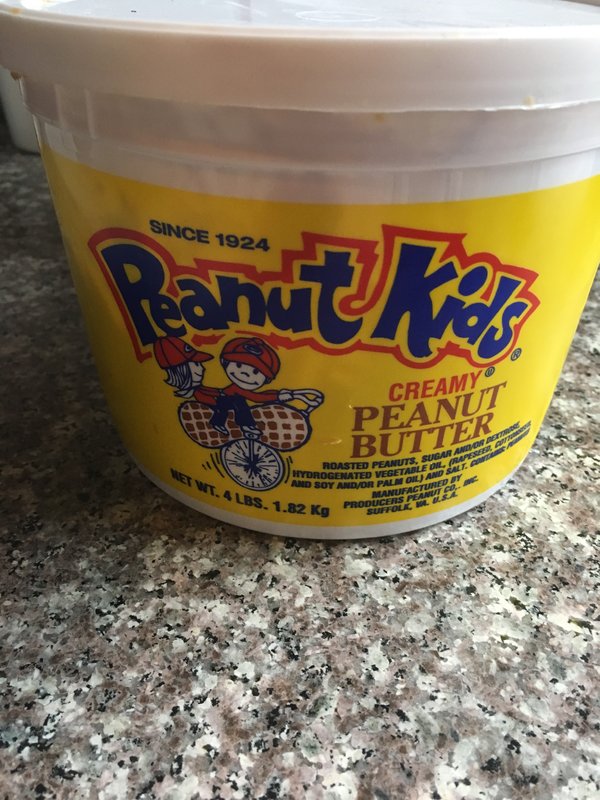 SINCE 1924
Peanut Kids®
CREAMY
PEANUT
BUTTER
ROASTED PEANUTS, SUGAR AND/OR DEXTROSE,
HYDROGENATED VEGETABLE OIL, (RAPESEED, COTTONSEED
AND SOY AND/OR PALM OIL) AND SALT. CONTAINS PEANUTS
MANUFACTURED BY
PRODUCERS PEANUT CO., INC.
SUFFOLK, VA. U.S.A.
NET WT. 4 LBS. 1.82 Kg